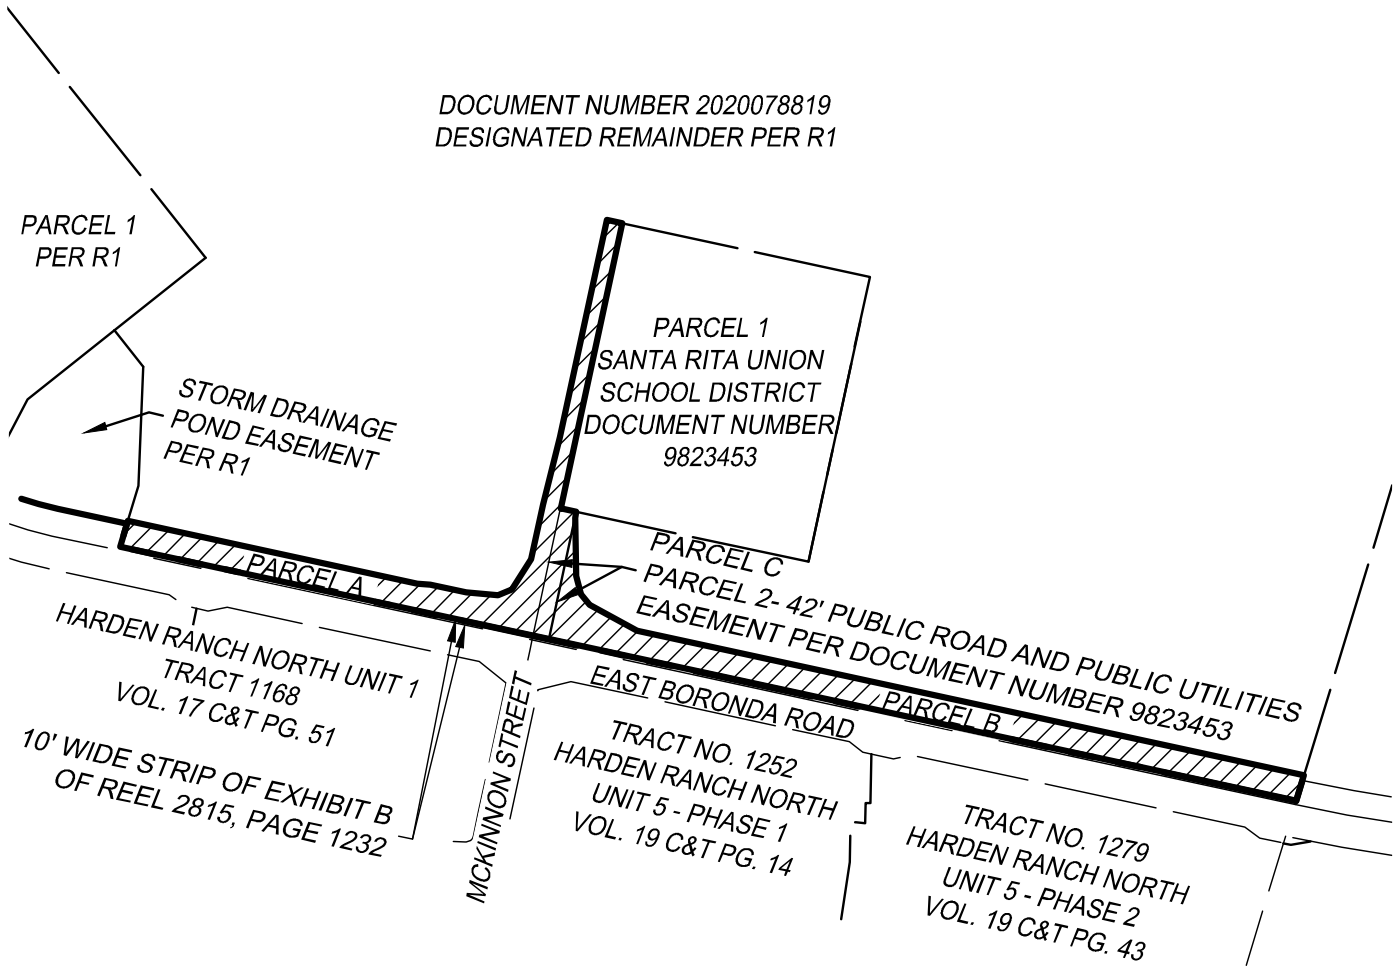 DOCUMENT NUMBER 2020078819
DESIGNATED REMAINDER PER R1
PARCEL 1
PER R1
PARCEL 1
SANTA RITA UNION
SCHOOL DISTRICT
DOCUMENT NUMBER
9823453
STORM DRAINAGE
POND EASEMENT
PER R1
PARCEL A
PARCEL C
PARCEL 2- 42' PUBLIC ROAD AND PUBLIC UTILITIES
EASEMENT PER DOCUMENT NUMBER 9823453
PARCEL B
EAST BORONDA ROAD
MCKINNON STREET
HARDEN RANCH NORTH UNIT 1
TRACT 1168
VOL. 17 C&T PG. 51
10' WIDE STRIP OF EXHIBIT B
OF REEL 2815, PAGE 1232
TRACT NO. 1252
HARDEN RANCH NORTH
UNIT 5 - PHASE 1
VOL. 19 C&T PG. 14
TRACT NO. 1279
HARDEN RANCH NORTH
UNIT 5 - PHASE 2
VOL. 19 C&T PG. 43